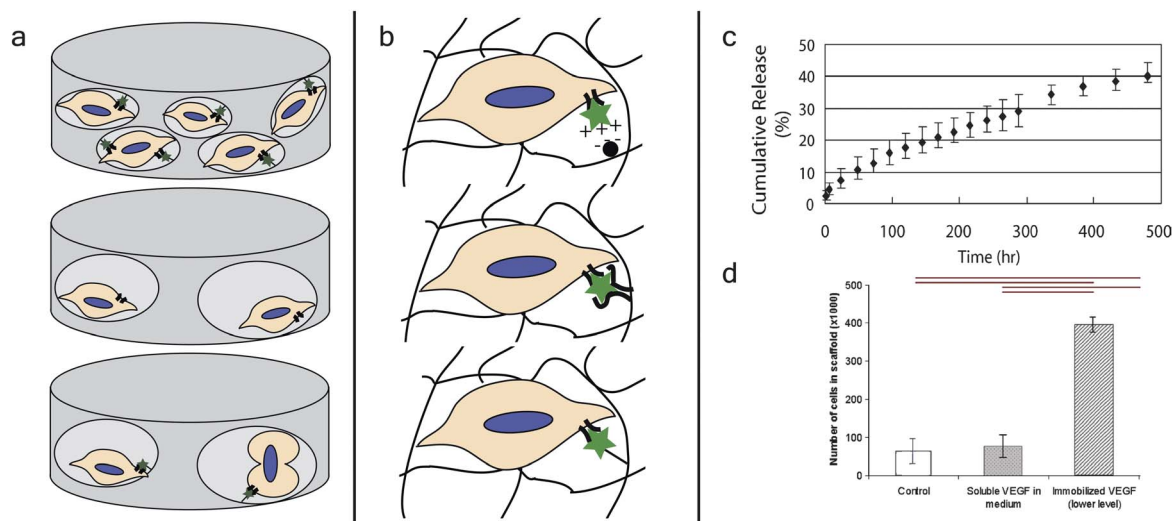 a
b
+ + +
- - -
c
Cumulative Release
(%)
50
40
30
20
10
0
0 100 200 300 400 500
Time (hr)
d
Number of cells in scaffold (x1000)
500
400
300
200
100
0
Control
Soluble VEGF in
medium
Immobilized VEGF
(lower level)